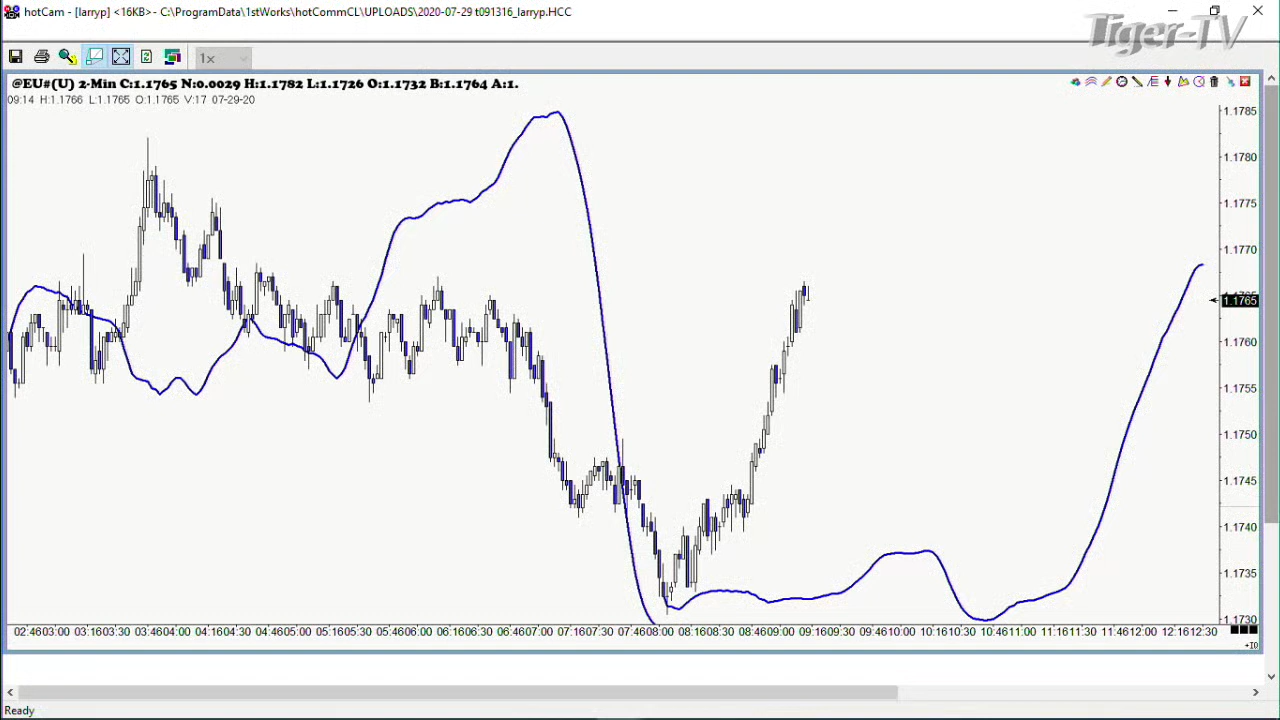 hotCam - [larryp] <16KB>- C:\ProgramData\1stWorks\hotCommCL\UPLOADS\2020-07-29 t091316_larryp.HCC
Tiger-TV
1x
@EU#(U) 2-Min C:1.1765 N:0.0029 H:1.1782 L:1.1726 O:1.1732 B:1.1764 A:1.
09:14 H:1.1766 L:1.1765 O:1.1765 V:17 07-29-20
1.1785
1.1780
1.1775
1.1770
1.1765
1.1760
1.1755
1.1750
1.1745
1.1740
1.1735
1.1730
02:46 03:00 03:16 03:30 03:46 04:00 04:16 04:30 04:46 05:00 05:16 05:30 05:46 06:00 06:16 06:30 06:46 07:00 07:16 07:30 07:46 08:00 08:16 08:30 08:46 09:00 09:16 09:30 09:46 10:00 10:16 10:30 10:46 11:00 11:16 11:30 11:46 12:00 12:16 12:30
Ready